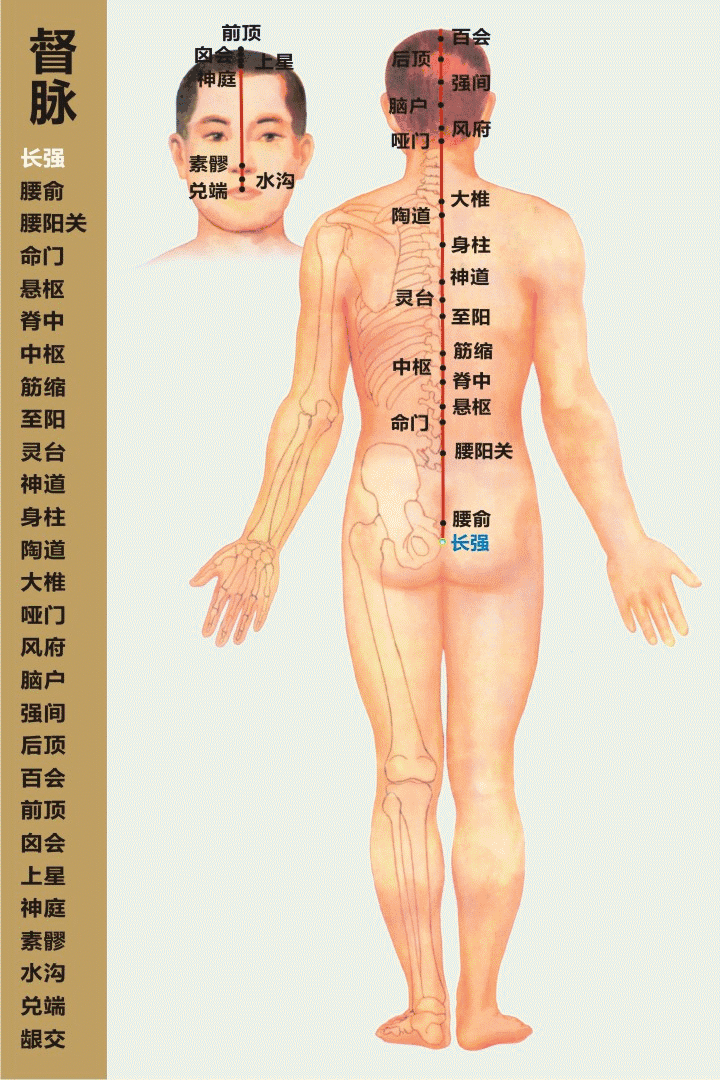 督
脉
长强
腰俞
腰阳关
命门
悬枢
脊中
中枢
筋缩
至阳
灵台
神道
身柱
陶道
大椎
哑门
风府
脑户
强间
后顶
百会
前顶
囟会
上星
神庭
素髎
水沟
兑端
龈交
前顶
囟会
上星
神庭
素髎
水沟
兑端
百会
后顶
强间
脑户
风府
哑门
大椎
陶道
身柱
神道
灵台
至阳
筋缩
中枢
脊中
悬枢
命门
腰阳关
腰俞
长强